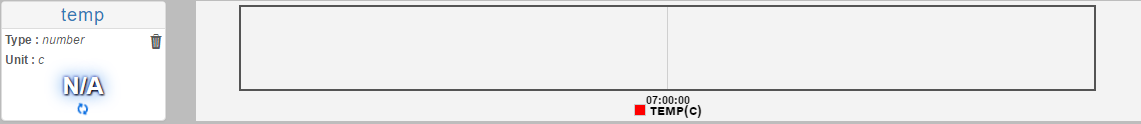 temp
Type : number
Unit : c
N/A
07:00:00
TEMP(C)